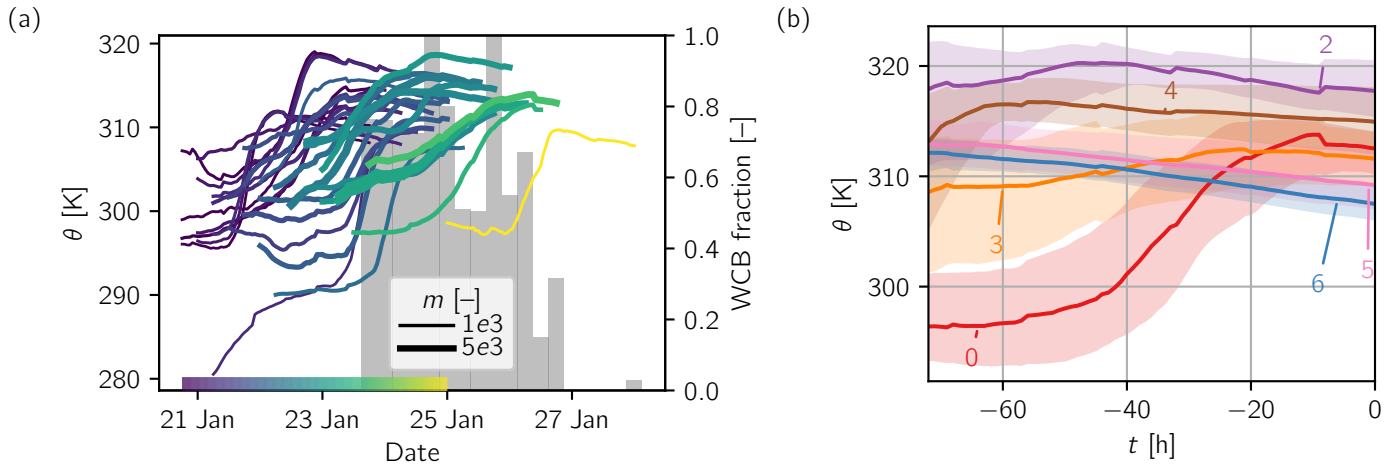 (a)
θ [K]
320
310
300
290
280
21 Jan
23 Jan
25 Jan
27 Jan
Date
1.0
0.8
0.6
0.4
0.2
0.0
WCB fraction [–]
m [–]
1e3
5e3
(b)
θ [K]
320
310
300
−60
−40
−20
0
t [h]
2
4
3
0
6
5